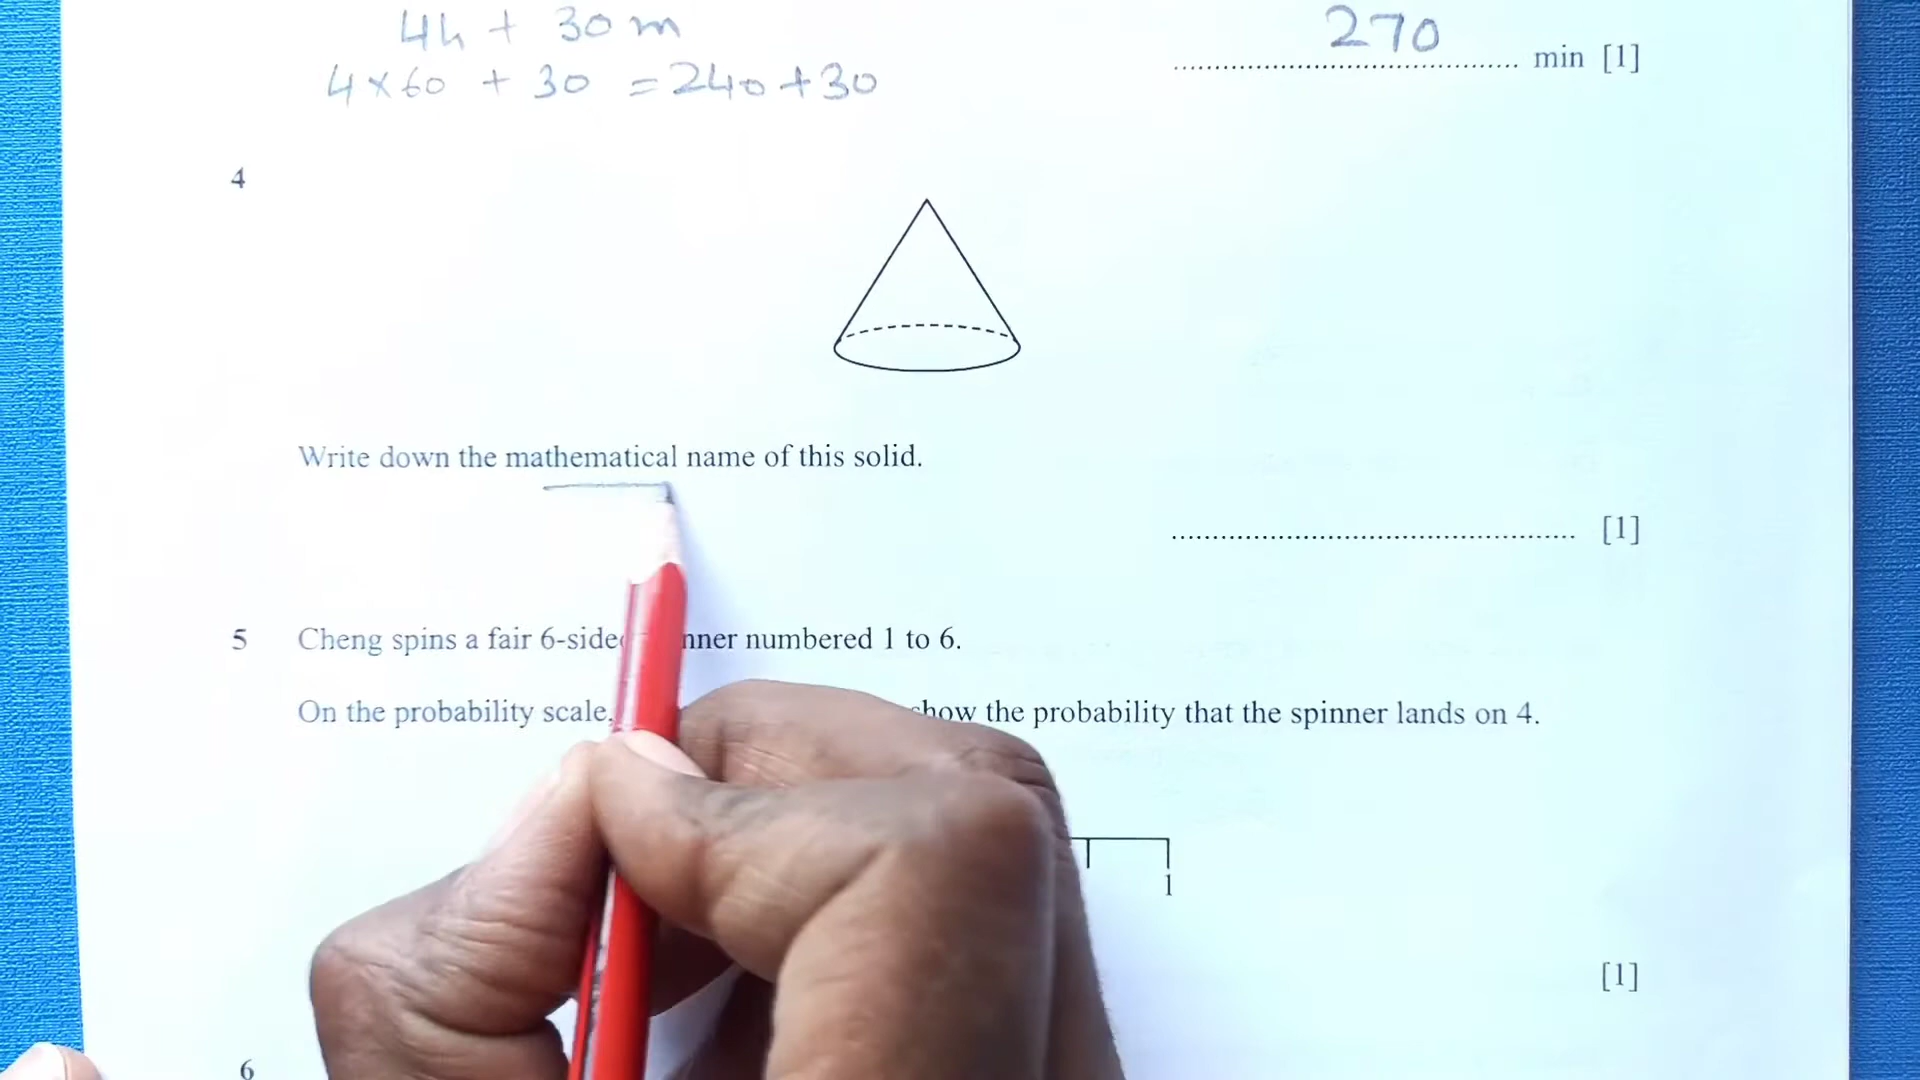 4h + 30 m
4 × 60 + 30 = 240 + 30
270
min [1]
4
Write down the mathematical name of this solid.
[1]
5 Cheng spins a fair 6-side nner numbered 1 to 6.
On the probability scale, show the probability that the spinner lands on 4.
1
[1]
6